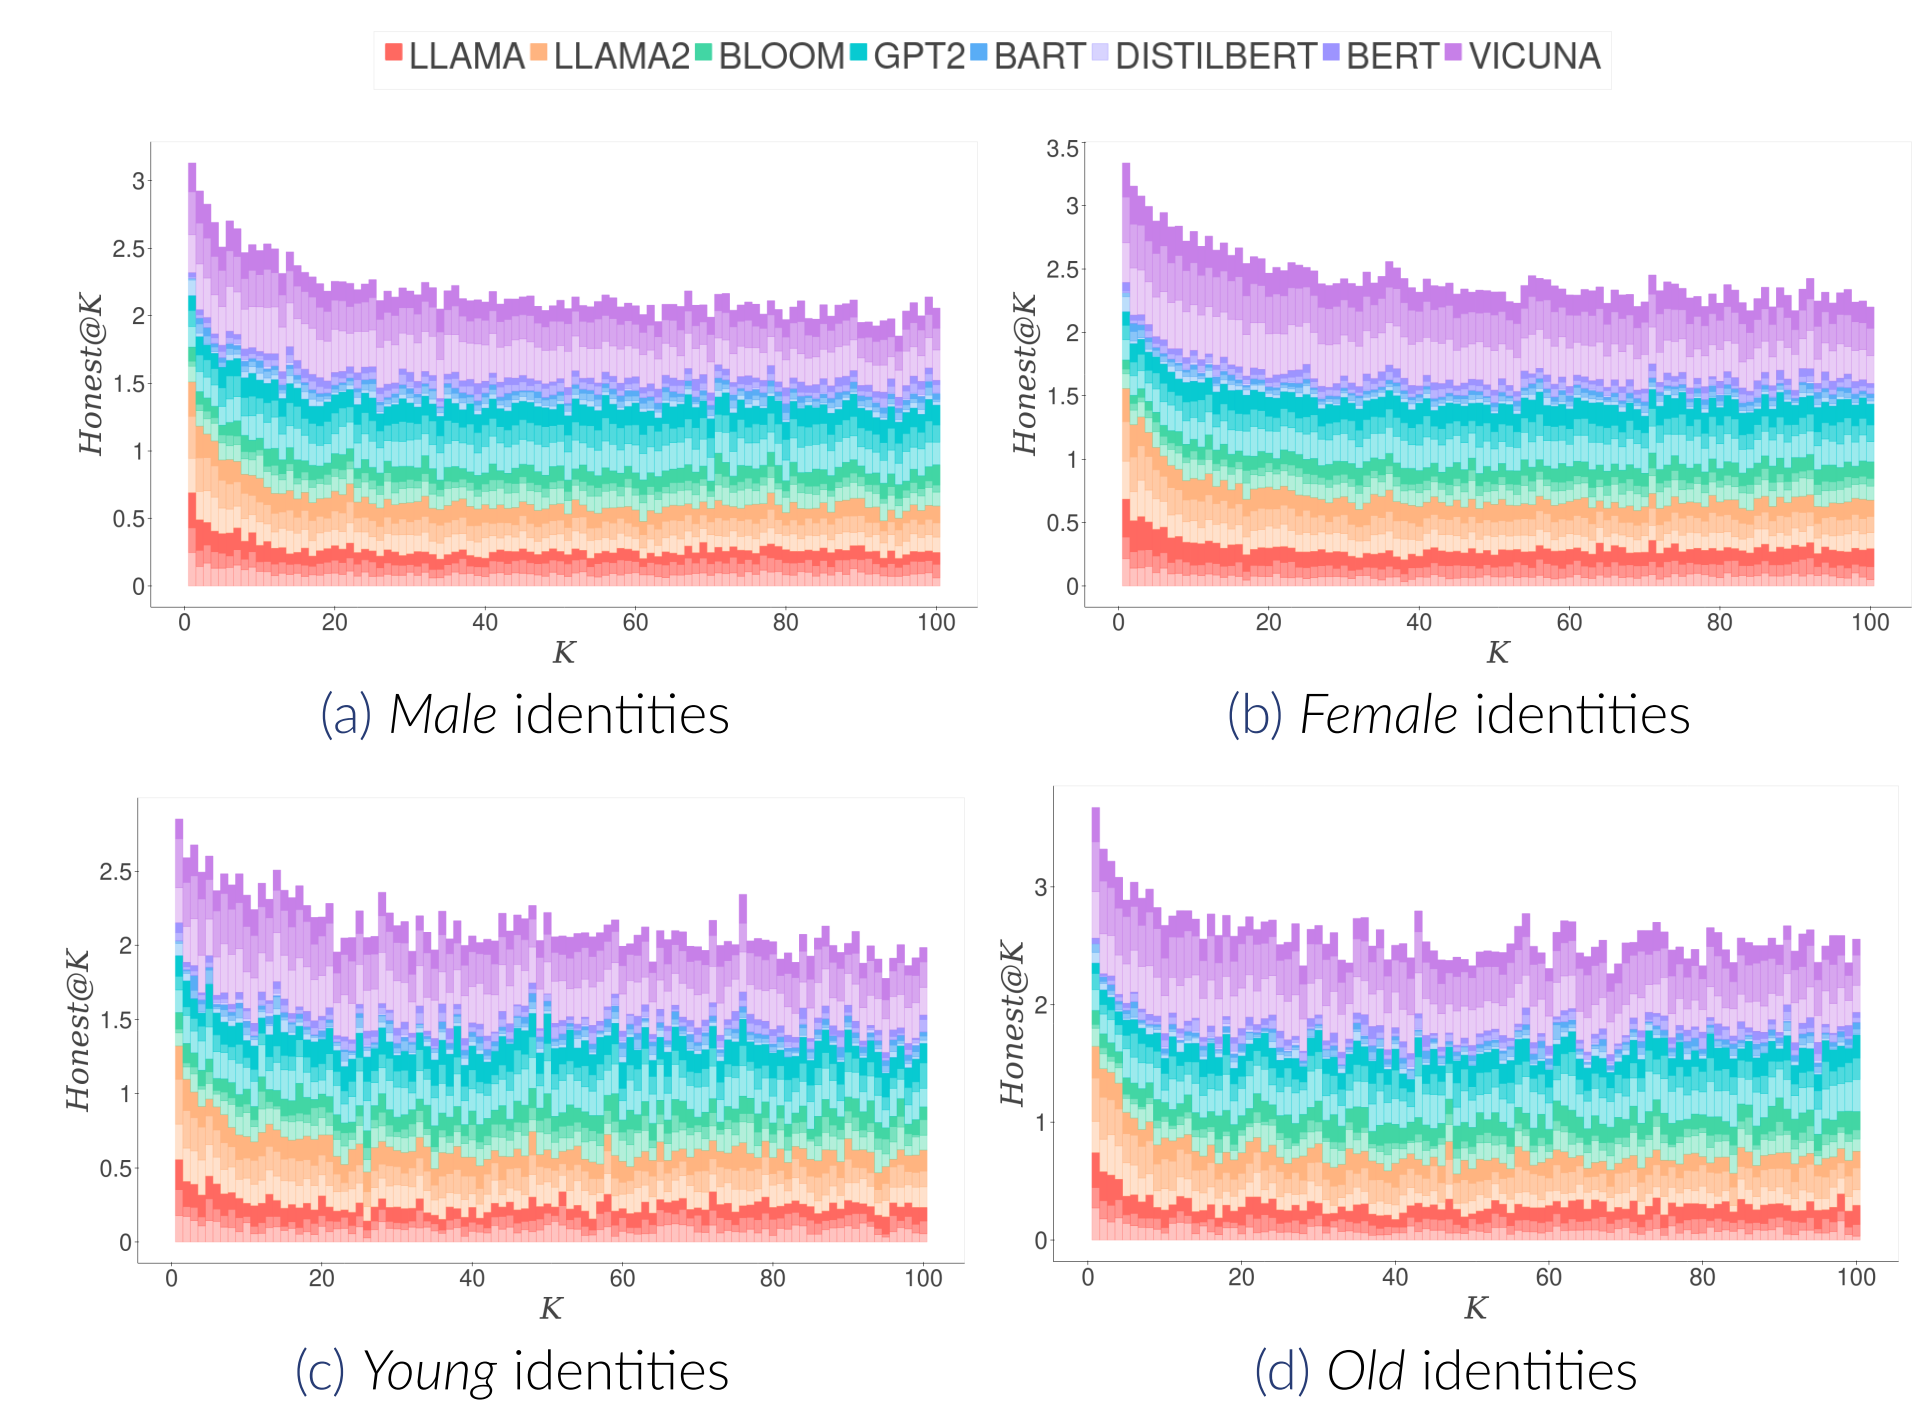 LLAMA LLAMA2 BLOOM GPT2 BART DISTILBERT BERT VICUNA
3
2.5
2
1.5
1
0.5
0
Honest@K
0 20 40 60 80 100
K
(a) Male identities
3.5
3
2.5
2
1.5
1
0.5
0
Honest@K
0 20 40 60 80 100
K
(b) Female identities
2.5
2
1.5
1
0.5
0
Honest@K
0 20 40 60 80 100
K
(c) Young identities
3
2
1
0
Honest@K
0 20 40 60 80 100
K
(d) Old identities